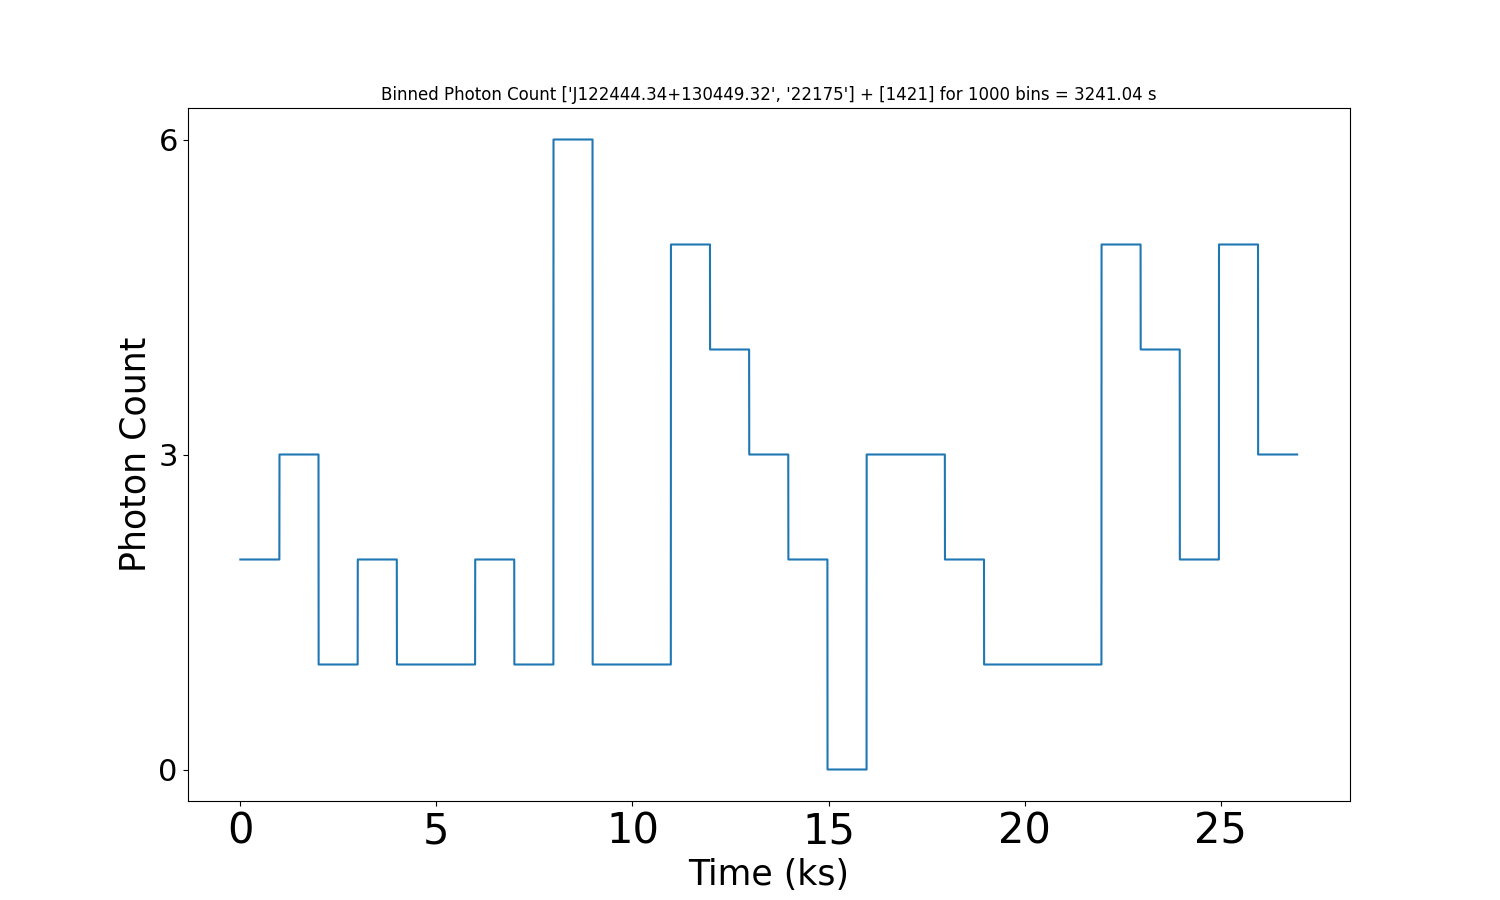 Binned Photon Count ['J122444.34+130449.32', '22175'] + [1421] for 1000 bins = 3241.04 s
6
3
0
Photon Count
0 5 10 15 20 25
Time (ks)